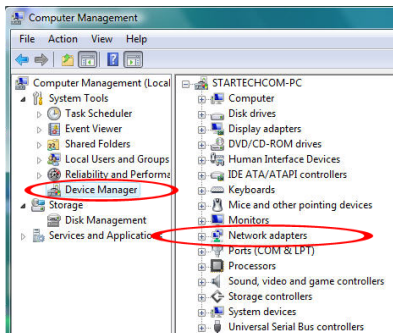 Computer Management
File Action View Help
Computer Management (Local
System Tools
Task Scheduler
Event Viewer
Shared Folders
Local Users and Groups
Reliability and Performa
Device Manager
Storage
Disk Management
Services and Application
STARTECHCOM-PC
Computer
Disk drives
Display adapters
DVD/CD-ROM drives
Human Interface Devices
IDE ATA/ATAPI controllers
Keyboards
Mice and other pointing devices
Monitors
Network adapters
Ports (COM & LPT)
Processors
Sound, video and game controllers
Storage controllers
System devices
Universal Serial Bus controllers